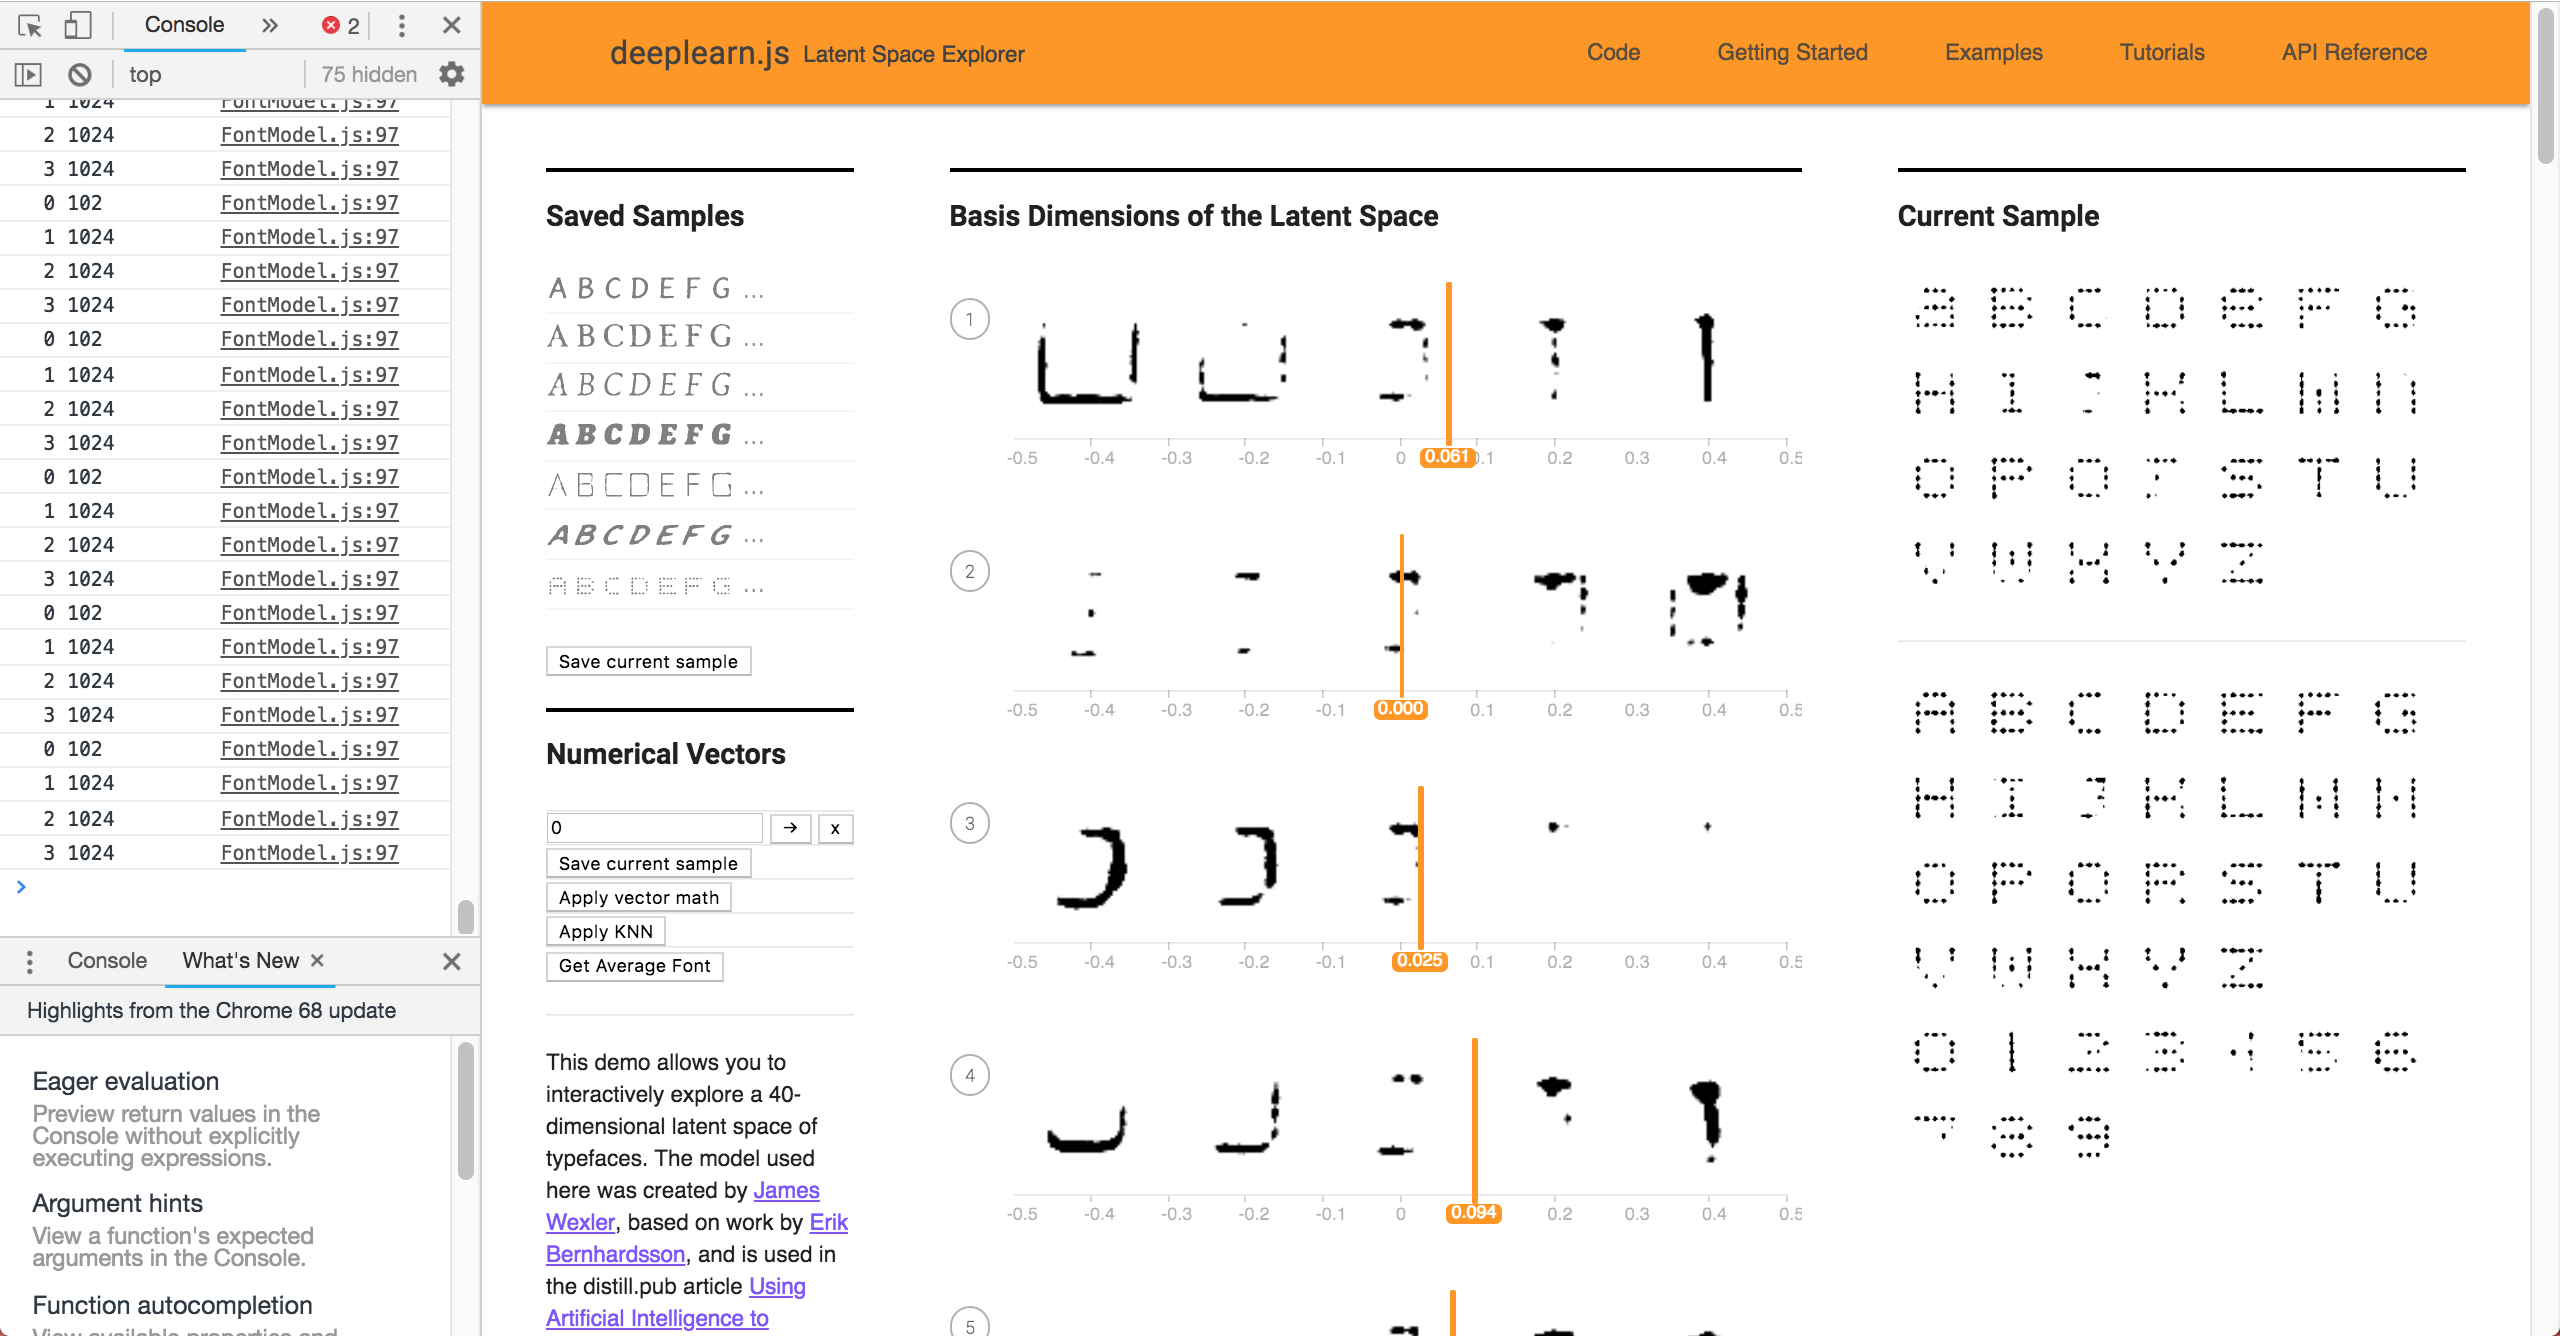 Console
2
top
75 hidden
1 1024 FontModel.js:97
2 1024 FontModel.js:97
3 1024 FontModel.js:97
0 102 FontModel.js:97
1 1024 FontModel.js:97
2 1024 FontModel.js:97
3 1024 FontModel.js:97
0 102 FontModel.js:97
1 1024 FontModel.js:97
2 1024 FontModel.js:97
3 1024 FontModel.js:97
0 102 FontModel.js:97
1 1024 FontModel.js:97
2 1024 FontModel.js:97
3 1024 FontModel.js:97
0 102 FontModel.js:97
1 1024 FontModel.js:97
2 1024 FontModel.js:97
3 1024 FontModel.js:97
0 102 FontModel.js:97
1 1024 FontModel.js:97
2 1024 FontModel.js:97
3 1024 FontModel.js:97
Console What's New
Highlights from the Chrome 68 update
Eager evaluation
Preview return values in the
Console without explicitly
executing expressions.
Argument hints
View a function's expected
arguments in the Console.
Function autocompletion
View available properties and
deeplearn.js Latent Space Explorer
Code Getting Started Examples Tutorials API Reference
Saved Samples
A B C D E F G ...
A B C D E F G ...
A B C D E F G ...
A B C D E F G ...
A B C D E F G ...
A B C D E F G ...
A B C D E F G ...
Save current sample
Numerical Vectors
0 → x
Save current sample
Apply vector math
Apply KNN
Get Average Font
This demo allows you to
interactively explore a 40-
dimensional latent space of
typefaces. The model used
here was created by James
Wexler, based on work by Erik
Bernhardsson, and is used in
the distill.pub article Using
Artificial Intelligence to
Basis Dimensions of the Latent Space
1
-0.5 -0.4 -0.3 -0.2 -0.1 0 0.061 0.2 0.3 0.4 0.5
2
-0.5 -0.4 -0.3 -0.2 -0.1 0.000 0.1 0.2 0.3 0.4 0.5
3
-0.5 -0.4 -0.3 -0.2 -0.1 0 0.025 0.1 0.2 0.3 0.4 0.5
4
-0.5 -0.4 -0.3 -0.2 -0.1 0 0.094 0.2 0.3 0.4 0.5
5
Current Sample
a B C D e F G
H I J K L M n
O P O r S T U
V W X Y Z
A B C D E F G
H I J K L M N
O P O R S T U
V W X Y Z
0 1 2 3 4 5 6
7 8 9